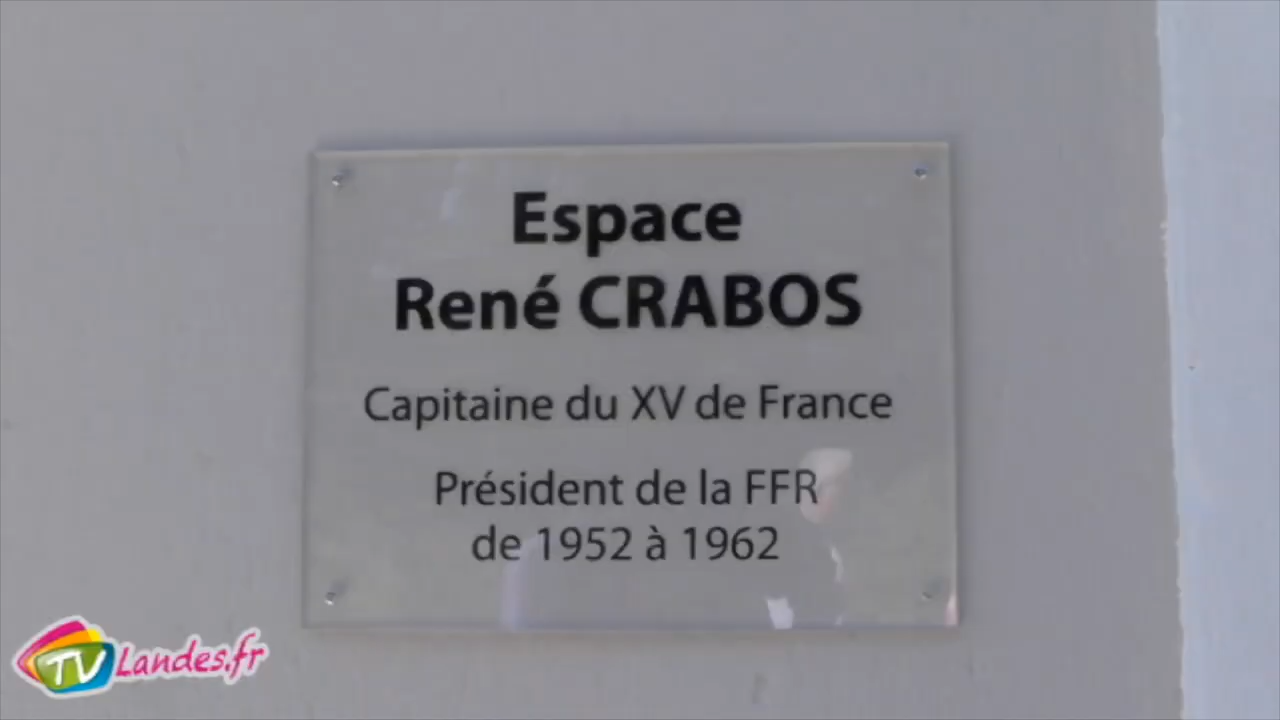 Espace
René CRABOS
Capitaine du XV de France
Président de la FFR
de 1952 à 1962
TV Landes.fr